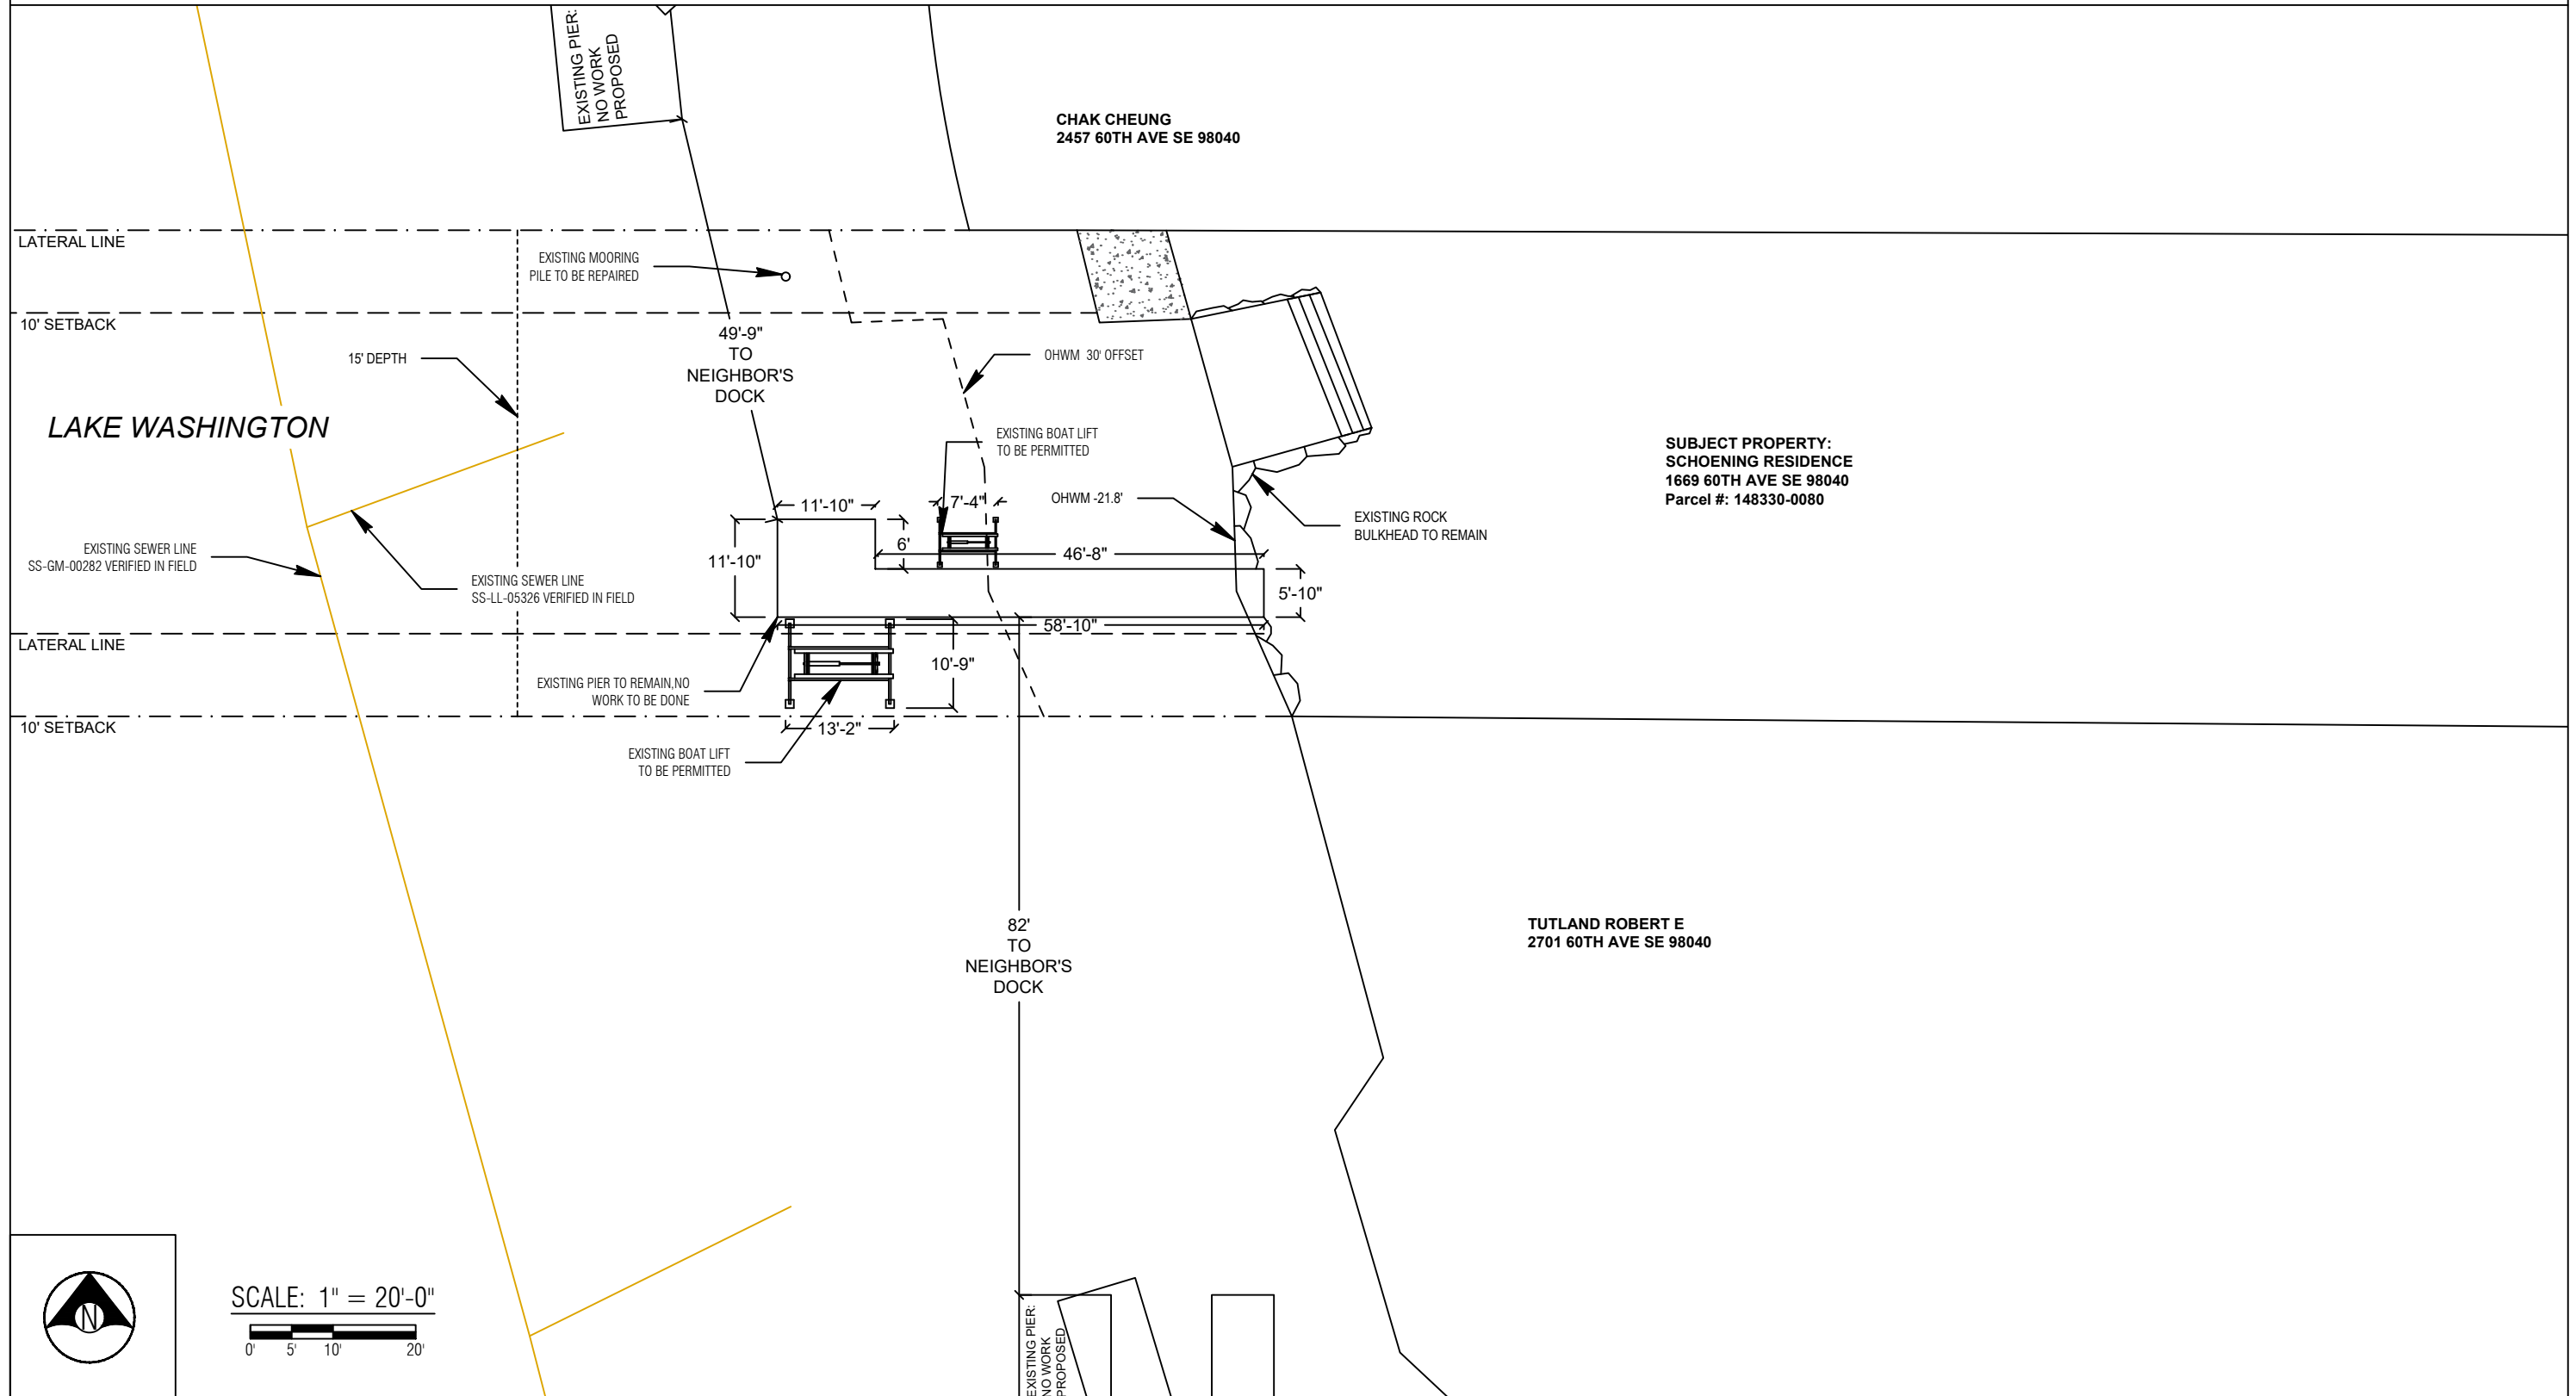 EXISTING PIER:
NO WORK
PROPOSED
CHAK CHEUNG
2457 60TH AVE SE 98040
LATERAL LINE
EXISTING MOORING
PILE TO BE REPAIRED
10' SETBACK
49'-9"
TO
NEIGHBOR'S
DOCK
15' DEPTH
OHWM 30' OFFSET
LAKE WASHINGTON
EXISTING BOAT LIFT
TO BE PERMITTED
SUBJECT PROPERTY:
SCHOENING RESIDENCE
1669 60TH AVE SE 98040
Parcel #: 148330-0080
11'-10"
7'-4"
OHWM -21.8'
EXISTING ROCK
BULKHEAD TO REMAIN
6'
46'-8"
11'-10"
EXISTING SEWER LINE
SS-GM-00282 VERIFIED IN FIELD
EXISTING SEWER LINE
SS-LL-05326 VERIFIED IN FIELD
5'-10"
58'-10"
LATERAL LINE
10'-9"
EXISTING PIER TO REMAIN,NO
WORK TO BE DONE
10' SETBACK
13'-2"
EXISTING BOAT LIFT
TO BE PERMITTED
82'
TO
NEIGHBOR'S
DOCK
TUTLAND ROBERT E
2701 60TH AVE SE 98040
N
SCALE: 1" = 20'-0"
0' 5' 10' 20'
EXISTING PIER:
NO WORK
PROPOSED